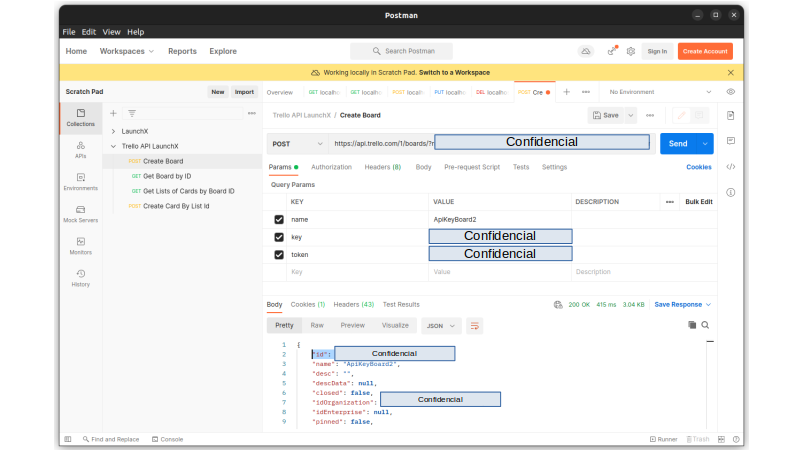 Postman
File Edit View Help
Home Workspaces Reports Explore Search Postman Sign In Create Account
Working locally in Scratch Pad. Switch to a Workspace
Scratch Pad New Import Overview GET localho GET localho POST localh PUT localho DEL localho POST Cre No Environment
Collections
APIs
Environments
Mock Servers
Monitors
History
LaunchX
Trello API LaunchX
POST Create Board
GET Get Board by ID
GET Get Lists of Cards by Board ID
POST Create Card By List Id
Trello API LaunchX / Create Board Save
POST https://api.trello.com/1/boards/?n Confidencial Send
Params Authorization Headers (8) Body Pre-request Script Tests Settings Cookies
Query Params
KEY VALUE DESCRIPTION Bulk Edit
name ApiKeyBoard2
key Confidencial
token Confidencial
Key Value Description
Body Cookies (1) Headers (43) Test Results 200 OK 415 ms 3.04 KB Save Response
Pretty Raw Preview Visualize JSON
1 {
2 "id": Confidencial
3 "name": "ApiKeyBoard2",
4 "desc": "",
5 "descData": null,
6 "closed": false,
7 "idOrganization": Confidencial
8 "idEnterprise": null,
9 "pinned": false,
Find and Replace Console Runner Trash